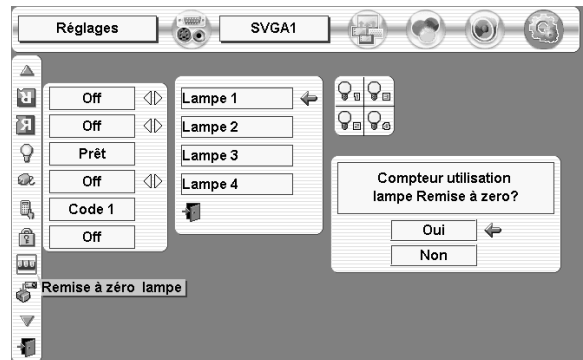 Réglages
SVGA1
Off
Off
Prêt
Off
Code 1
Off
Remise à zéro lampe
Lampe 1
Lampe 2
Lampe 3
Lampe 4
Compteur utilisation
lampe Remise à zero?
Oui
Non